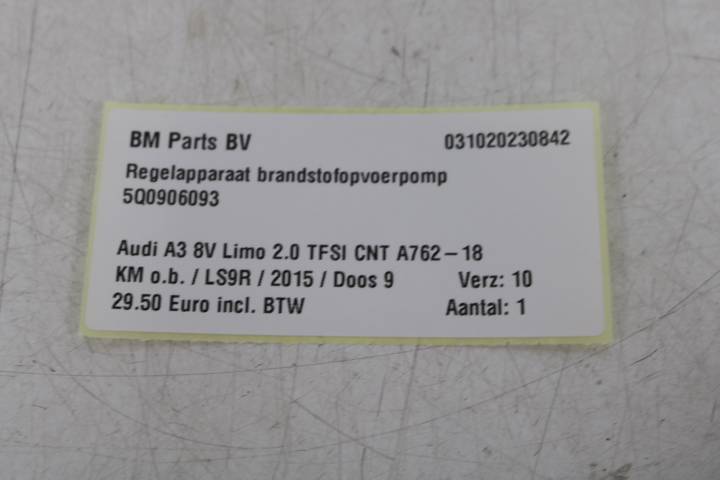 BM Parts BV 031020230842
Regelapparaat brandstofopvoerpomp
5Q0906093
Audi A3 8V Limo 2.0 TFSI CNT A762-18
KM o.b. / LS9R / 2015 / Doos 9 Verz: 10
29.50 Euro incl. BTW Aantal: 1